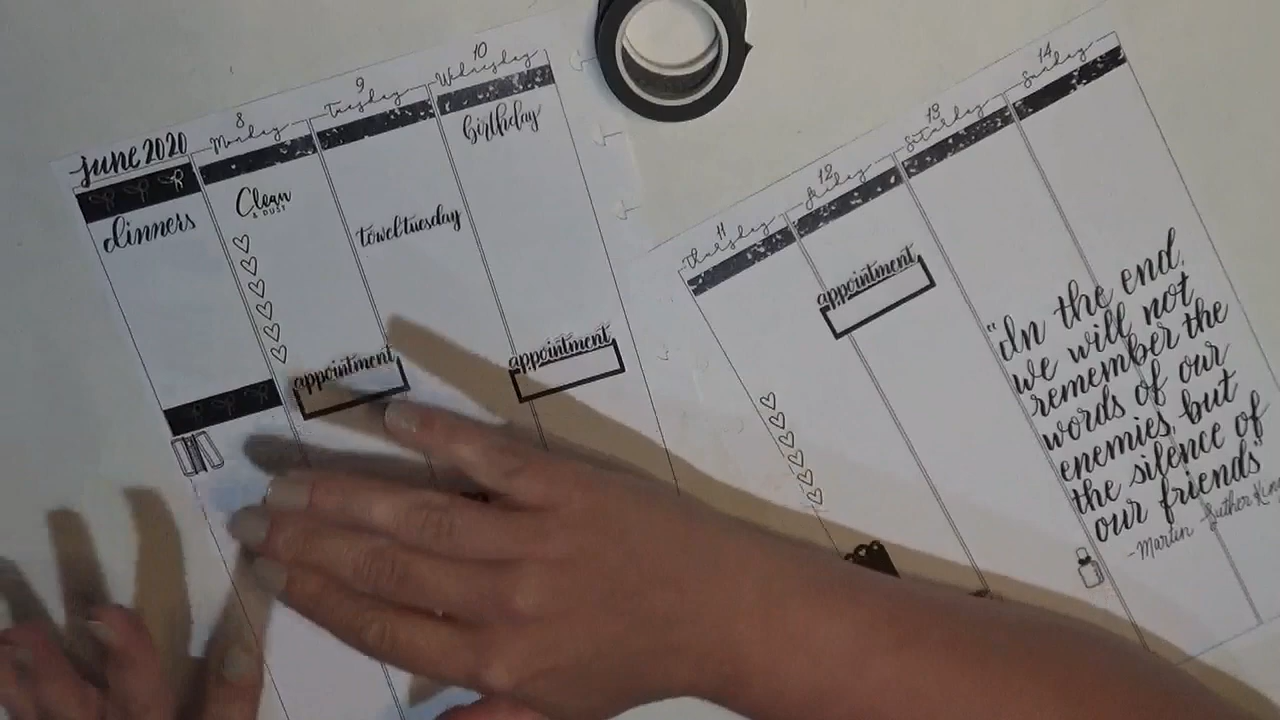 june 2020
8
Monday
9
Tuesday
10
Wednesday
dinners
Clean
& DUST
towel tuesday
birthday
appointment
appointment
11
Thursday
12
Friday
13
Saturday
14
Sunday
appointment
"In the end,
we will not
remember the
words of our
enemies, but
the silence of
our friends"
-Martin Luther King